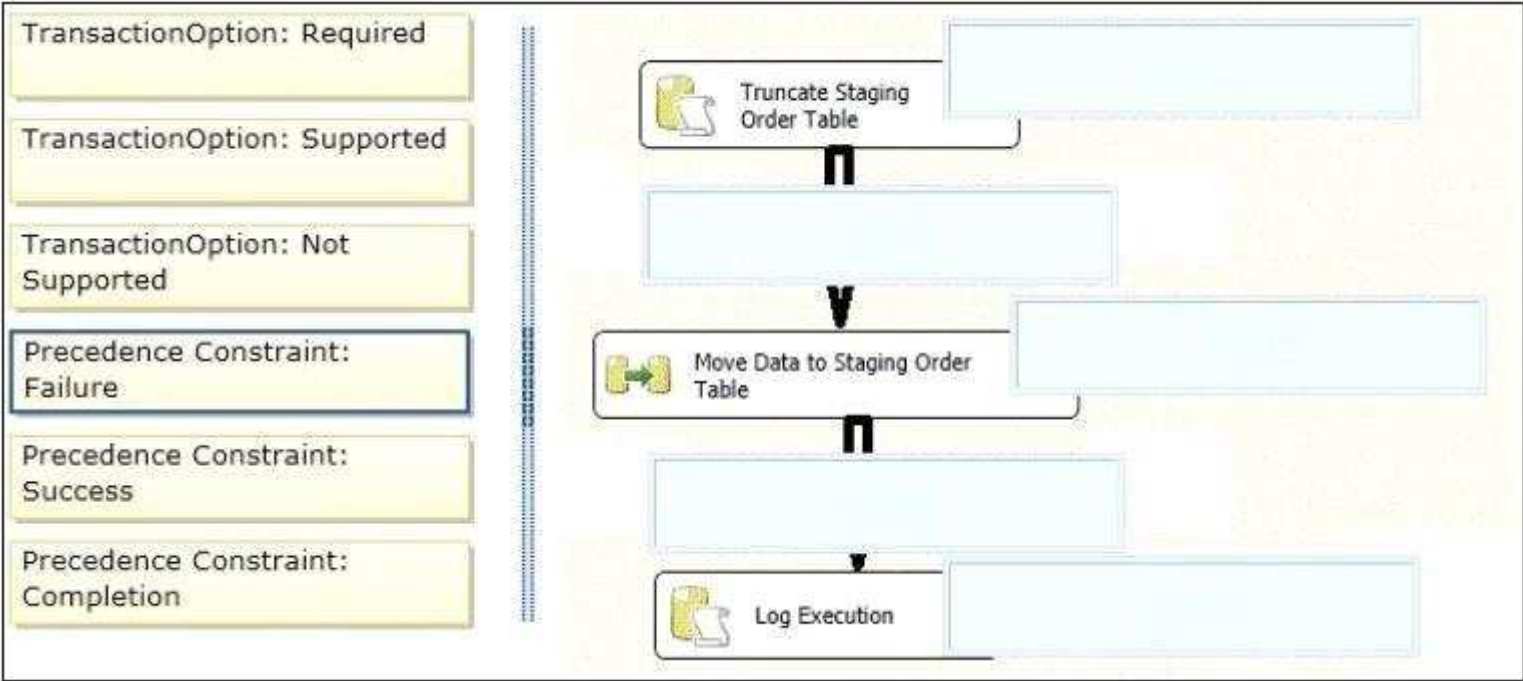 TransactionOption: Required
TransactionOption: Supported
TransactionOption: Not
Supported
Precedence Constraint:
Failure
Precedence Constraint:
Success
Precedence Constraint:
Completion
Truncate Staging
Order Table
Move Data to Staging Order
Table
Log Execution